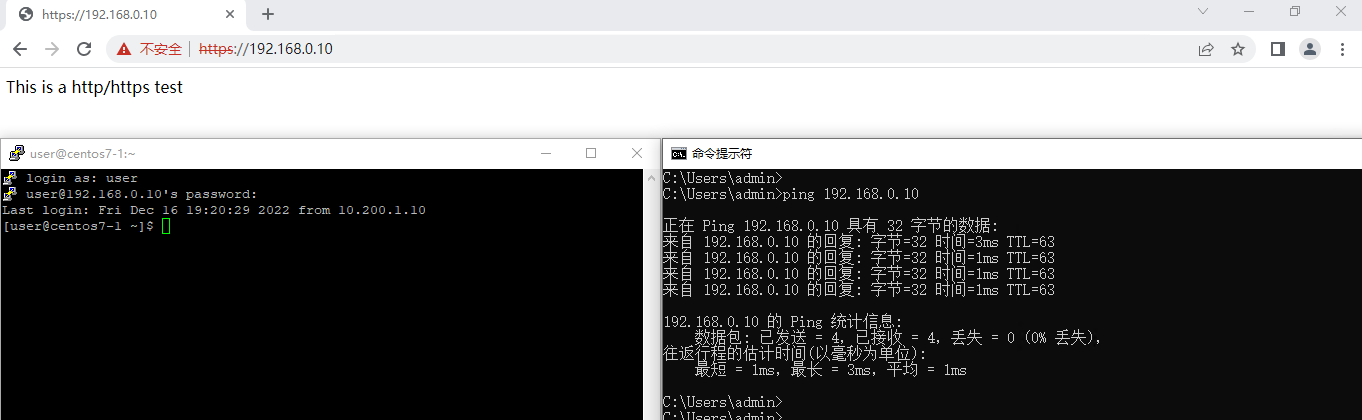 https://192.168.0.10
不安全 https://192.168.0.10
This is a http/https test
user@centos7-1:~
login as: user
user@192.168.0.10's password:
Last login: Fri Dec 16 19:20:29 2022 from 10.200.1.10
[user@centos7-1 ~]$
命令提示符
C:\Users\admin>
C:\Users\admin>ping 192.168.0.10
正在 Ping 192.168.0.10 具有 32 字节的数据:
来自 192.168.0.10 的回复: 字节=32 时间=3ms TTL=63
来自 192.168.0.10 的回复: 字节=32 时间=1ms TTL=63
来自 192.168.0.10 的回复: 字节=32 时间=1ms TTL=63
来自 192.168.0.10 的回复: 字节=32 时间=1ms TTL=63
192.168.0.10 的 Ping 统计信息:
数据包: 已发送 = 4, 已接收 = 4, 丢失 = 0 (0% 丢失),
往返行程的估计时间(以毫秒为单位):
最短 = 1ms, 最长 = 3ms, 平均 = 1ms
C:\Users\admin>
C:\Users\admin>